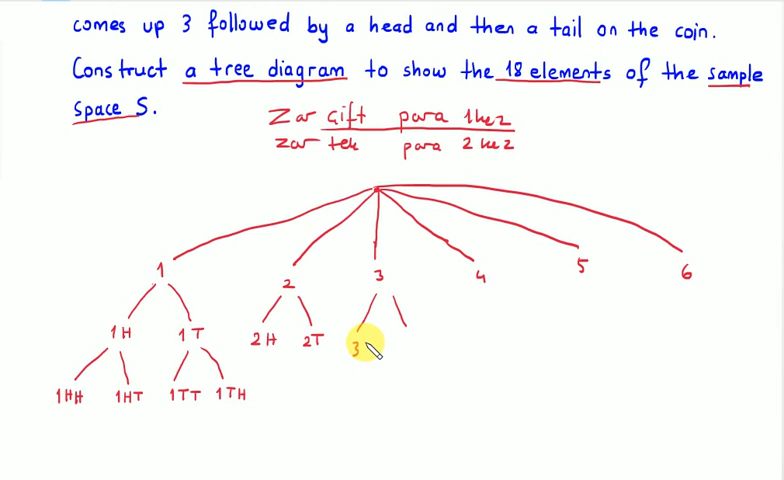 comes up 3 followed by a head and then a tail on the coin.
Construct a tree diagram to show the 18 elements of the sample
space S.
Zar çift para 1 kez
zar tek para 2 kez
1 2 3 4 5 6
1H 1T 2H 2T 3
1HH 1HT 1TT 1TH